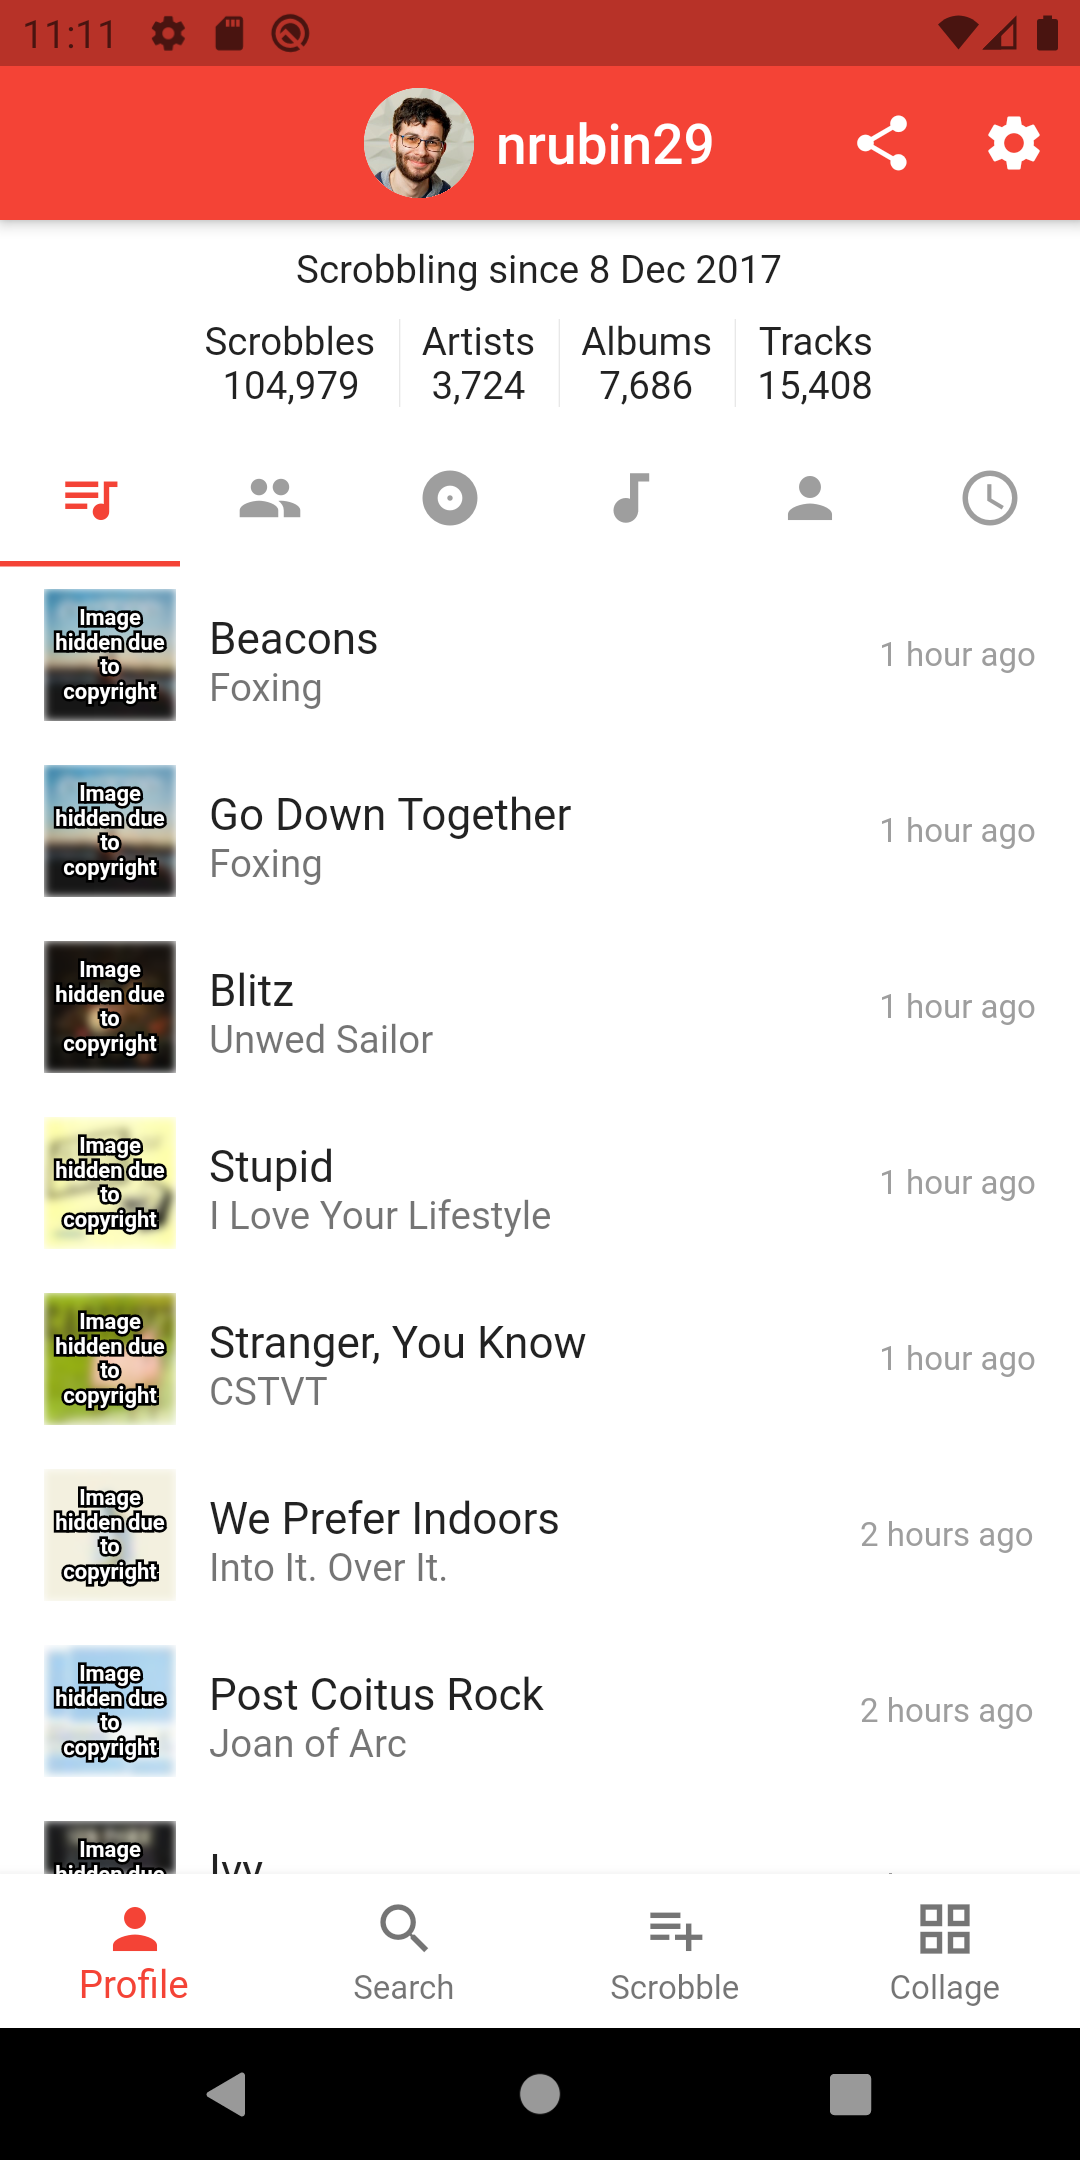 11:11
nrubin29
Scrobbling since 8 Dec 2017
Scrobbles Artists Albums Tracks
104,979 3,724 7,686 15,408
Image
hidden due
to
copyright
Beacons
Foxing
1 hour ago
Image
hidden due
to
copyright
Go Down Together
Foxing
1 hour ago
Image
hidden due
to
copyright
Blitz
Unwed Sailor
1 hour ago
Image
hidden due
to
copyright
Stupid
I Love Your Lifestyle
1 hour ago
Image
hidden due
to
copyright
Stranger, You Know
CSTVT
1 hour ago
Image
hidden due
to
copyright
We Prefer Indoors
Into It. Over It.
2 hours ago
Image
hidden due
to
copyright
Post Coitus Rock
Joan of Arc
2 hours ago
Image
hidden due
Ivy
Profile Search Scrobble Collage